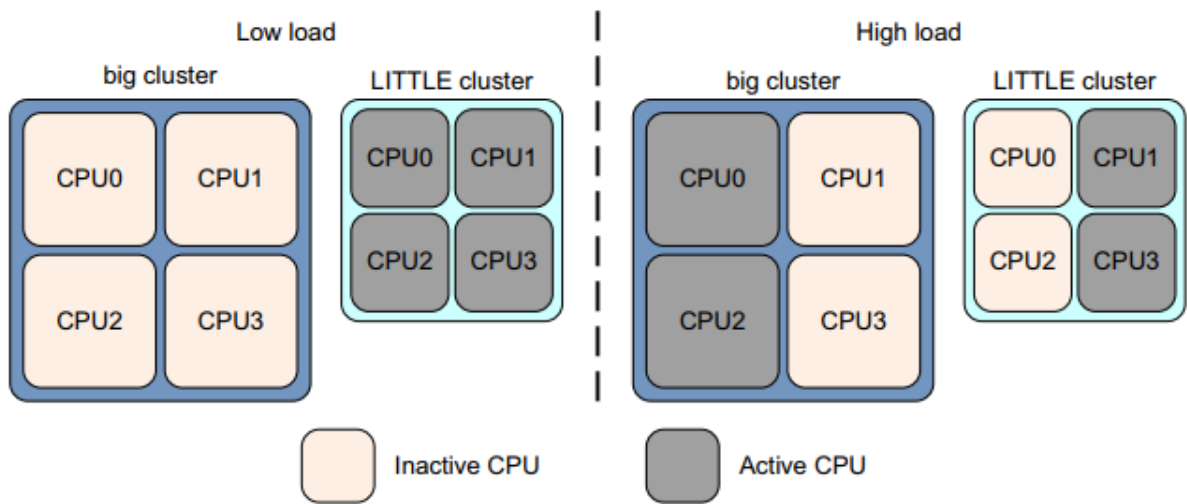 Low load
big cluster
LITTLE cluster
CPU0
CPU1
CPU2
CPU3
CPU0
CPU1
CPU2
CPU3
High load
big cluster
LITTLE cluster
CPU0
CPU1
CPU2
CPU3
CPU0
CPU1
CPU2
CPU3
Inactive CPU
Active CPU